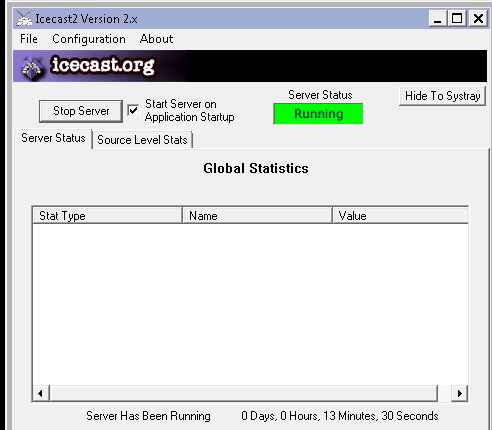 Icecast2 Version 2.x
File Configuration About
icecast.org
Stop Server
Start Server on
Application Startup
Server Status
Running
Hide To Systray
Server Status Source Level Stats
Global Statistics
Stat Type Name Value
Server Has Been Running 0 Days, 0 Hours, 13 Minutes, 30 Seconds